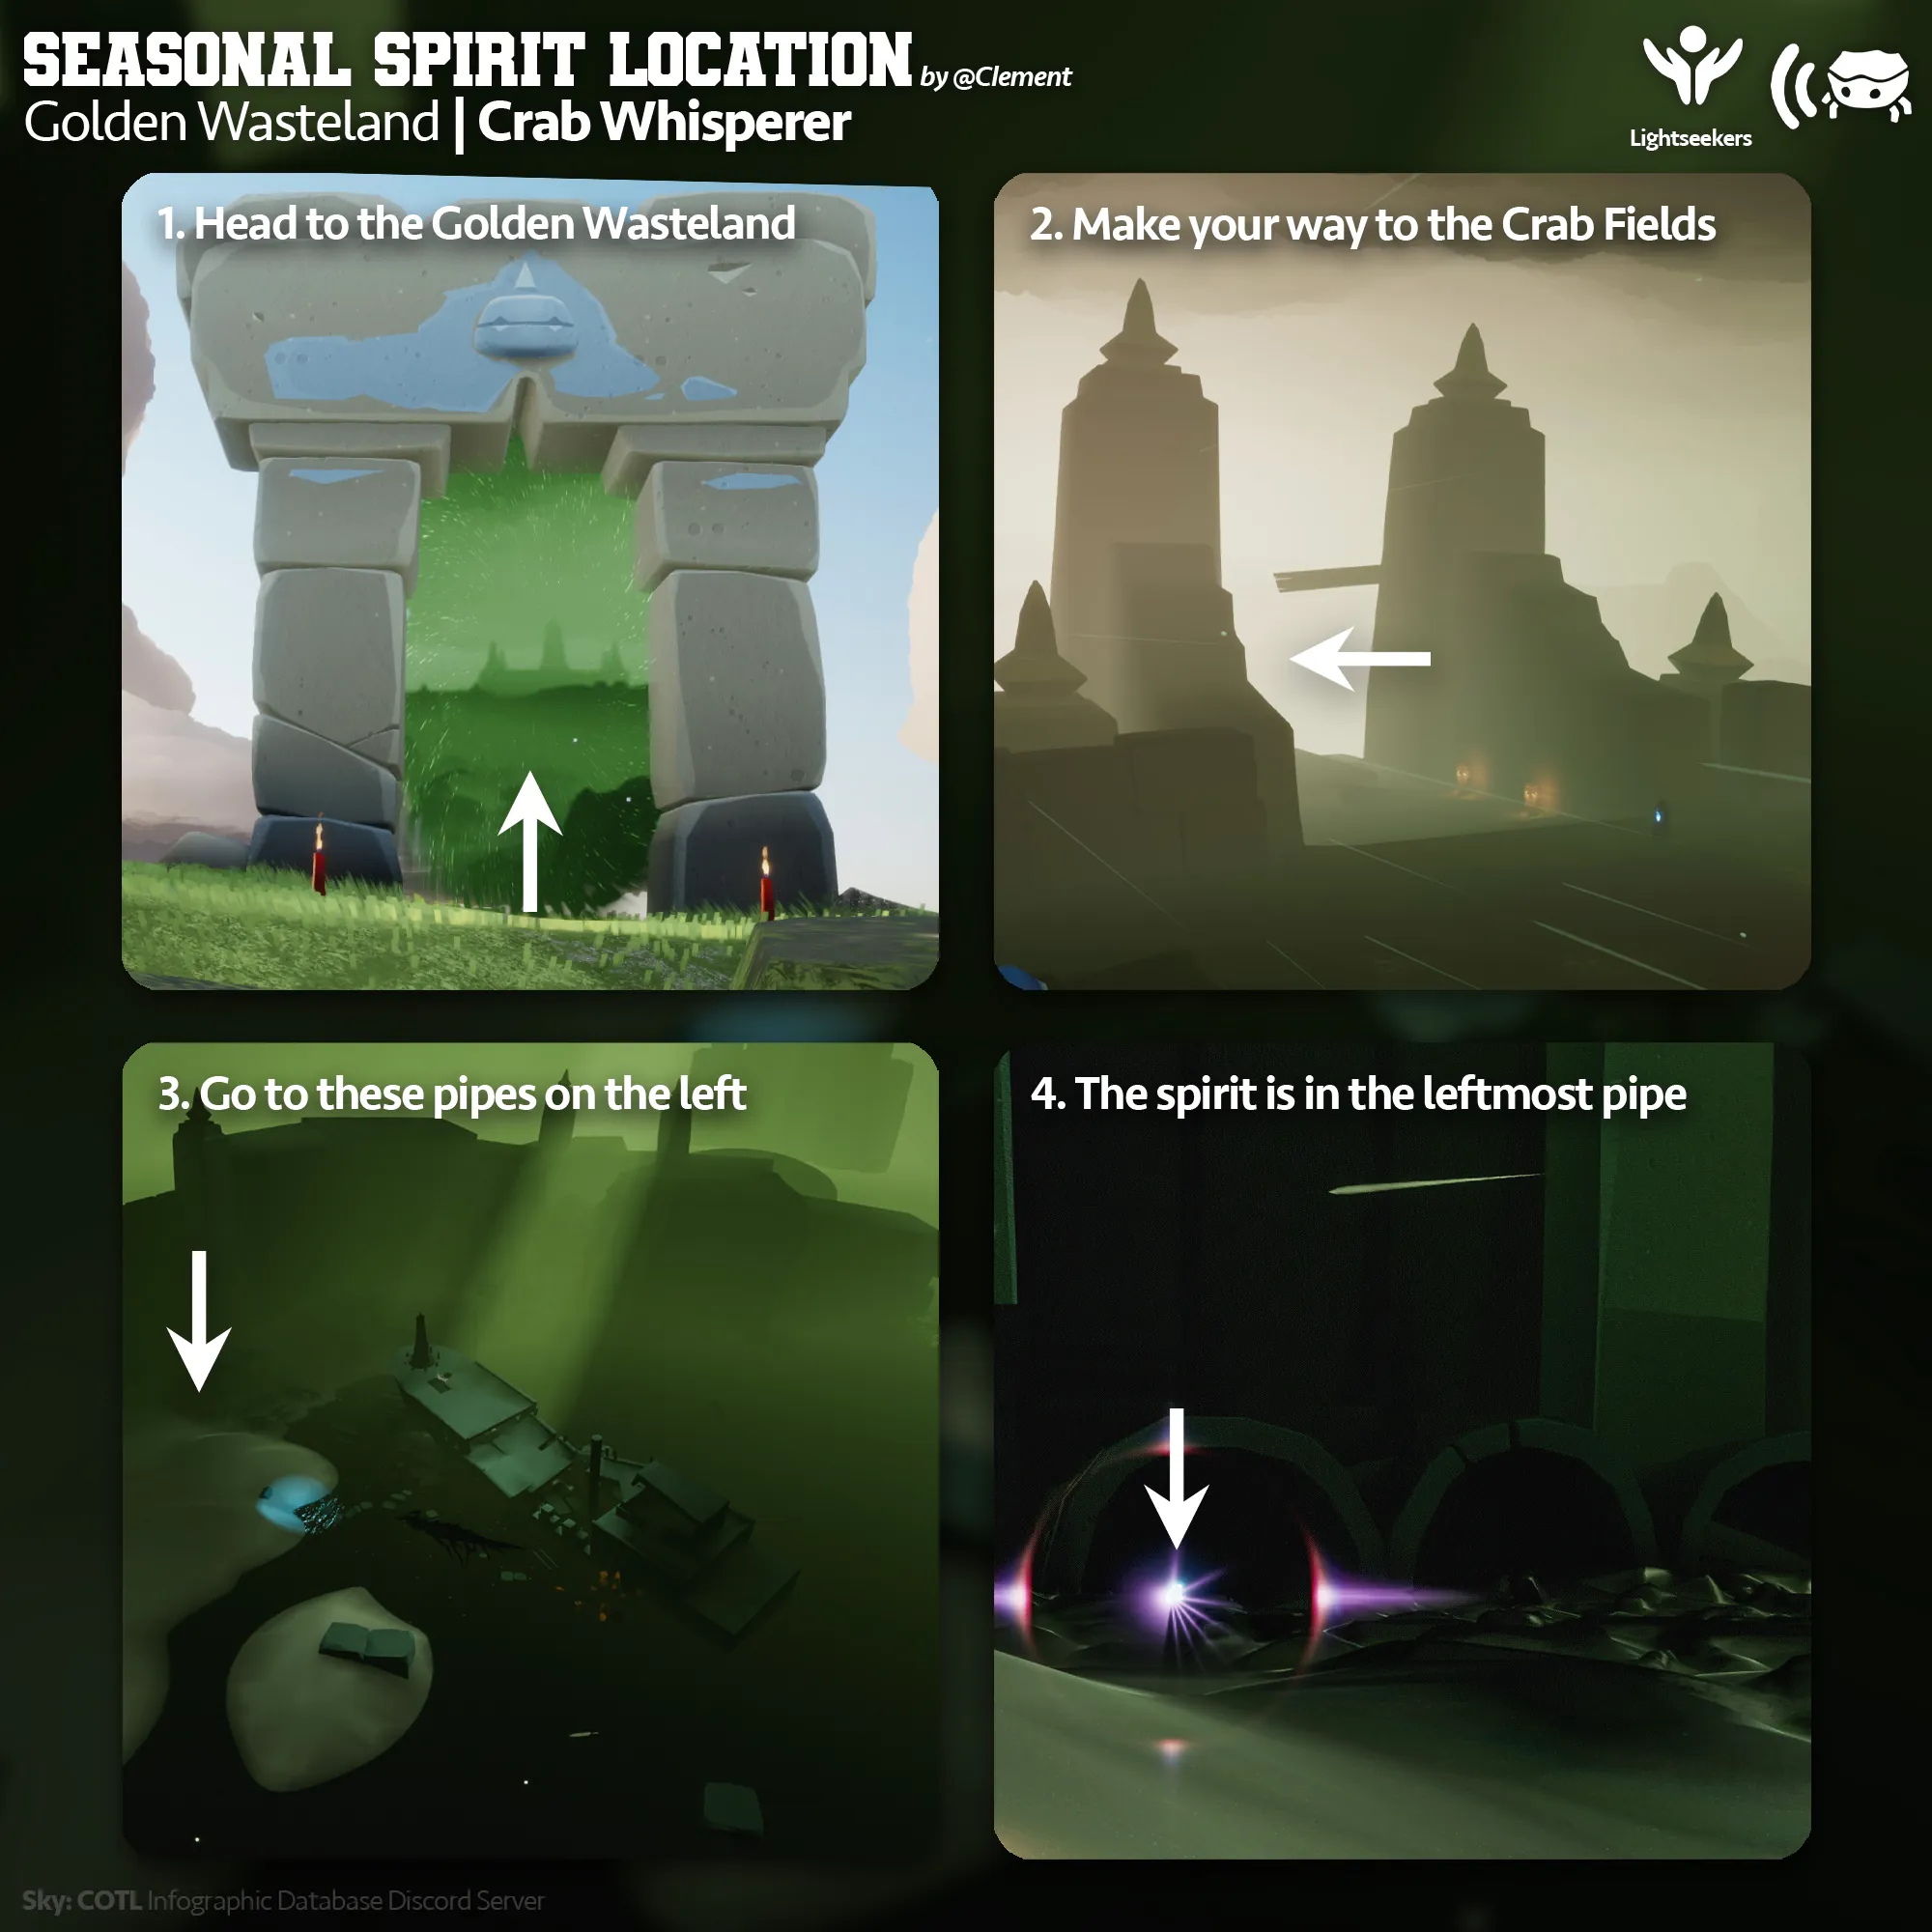 SEASONAL SPIRIT LOCATION by @Clement
Golden Wasteland | Crab Whisperer
Lightseekers
1. Head to the Golden Wasteland
2. Make your way to the Crab Fields
3. Go to these pipes on the left
4. The spirit is in the leftmost pipe
Sky: COTL Infographic Database Discord Server